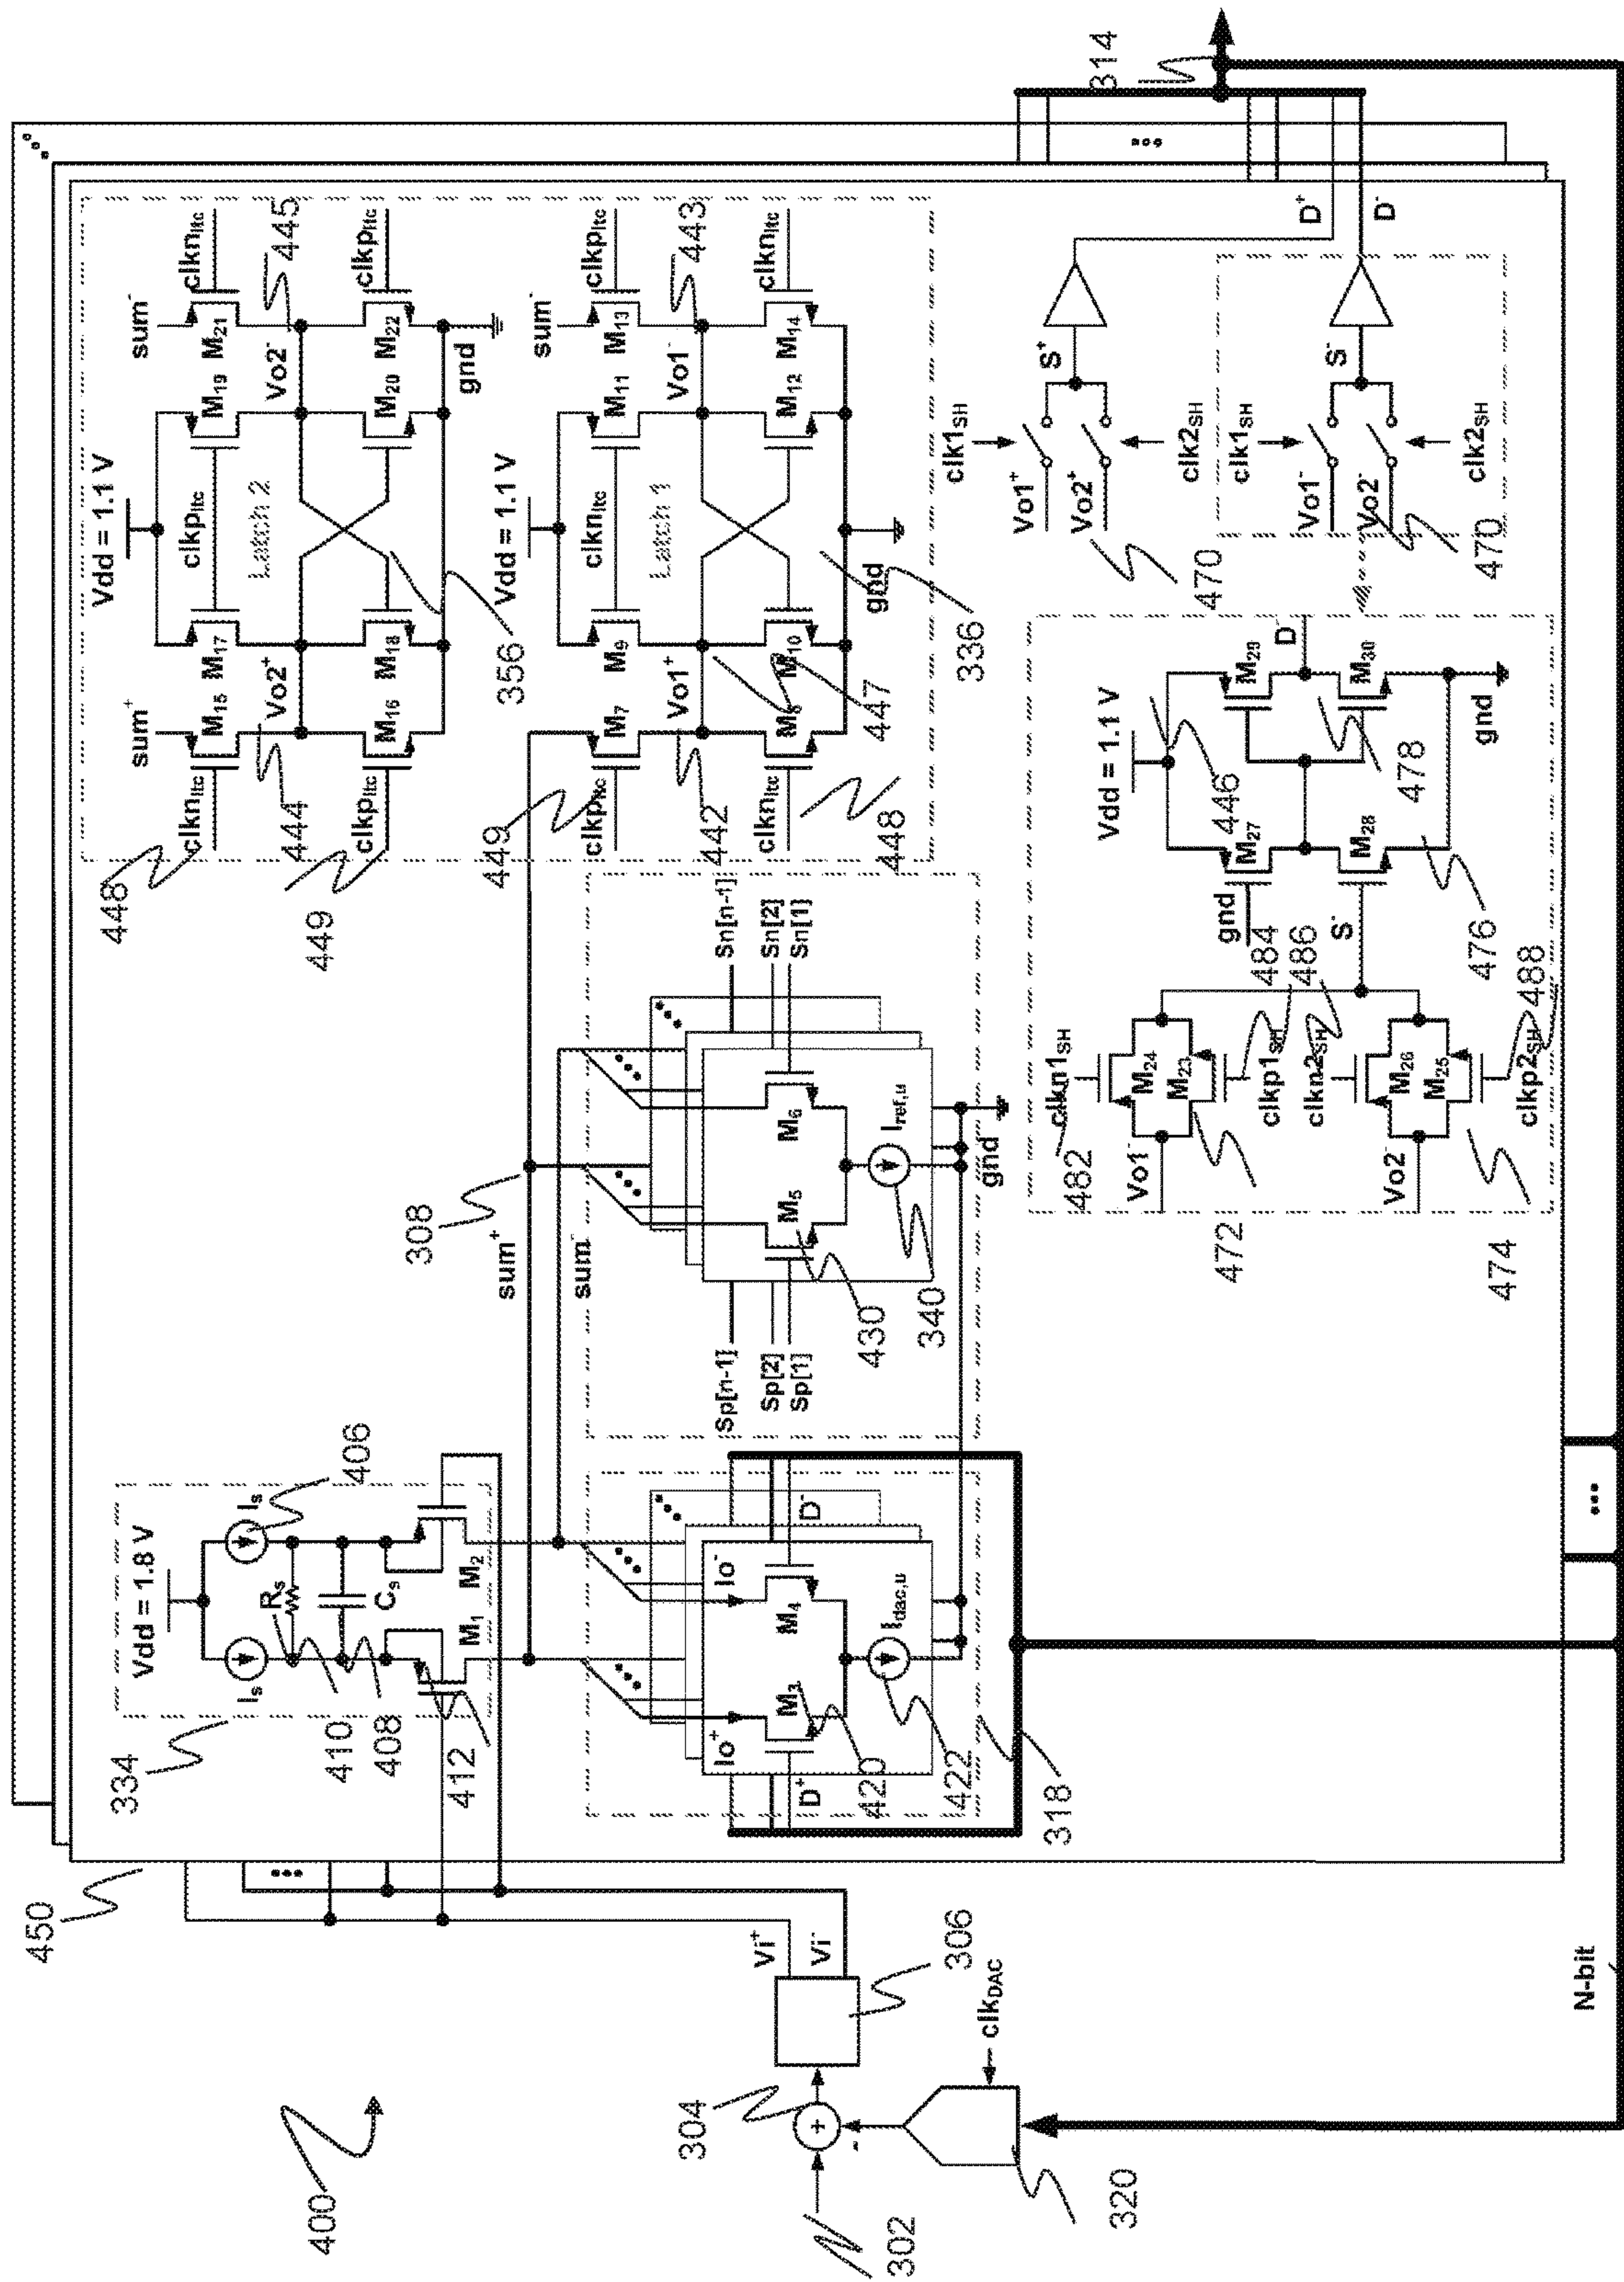 400
302
304
306
320
clkDAC
Vi+
Vi-
N-bit
450
334
Vdd = 1.8 V
Is
Is
406
Rs
Cs
410
408
412
M1
M2
sum+
sum-
308
Io+
Io-
M3
M4
D+
D-
Idac,u
420
422
318
Sp[n-1]
Sp[2]
Sp[1]
Sn[n-1]
Sn[2]
Sn[1]
M5
M6
Iref,u
430
340
gnd
448
449
clknltc
clkpltc
sum+
M15
M16
Vo2+
444
Vdd = 1.1 V
M17
M18
clkpltc
Latch 2
M19
M20
Vo2-
sum-
M21
M22
445
clknltc
clkpltc
gnd
356
449
clkpltc
442
clknltc
448
M7
M8
Vo1+
447
Vdd = 1.1 V
M9
M10
clknltc
Latch 1
M11
M12
Vo1-
sum-
M13
M14
443
clkpltc
clknltc
gnd
336
clk1SH
Vo1+
Vo2+
clk2SH
S+
470
D+
clk1SH
Vo1-
Vo2-
clk2SH
S-
470
D-
314
482
clkn1SH
Vo1-
M24
M23
clkp1SH
484
472
486
clkn2SH
Vo2-
M26
M25
clkp2SH
488
474
S-
gnd
M27
M28
476
Vdd = 1.1 V
446
M29
M30
478
D-
gnd